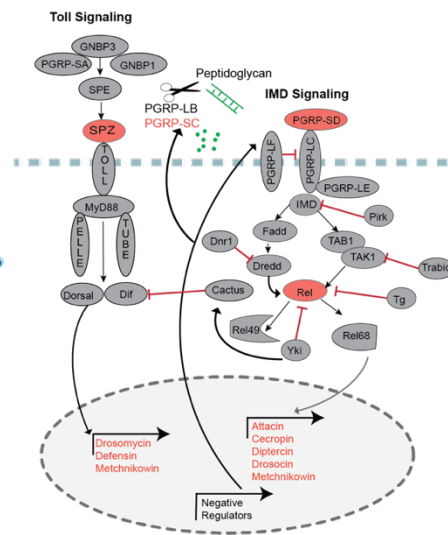 Toll Signaling
GNBP3
PGRP-SA
GNBP1
SPE
SPZ
TOLL
MyD88
PELLE
TUBE
Dorsal
Dif
Cactus
Drosomycin
Defensin
Metchnikowin
Peptidoglycan
PGRP-LB
PGRP-SC
IMD Signaling
PGRP-SD
PGRP-LF
PGRP-LC
PGRP-LE
IMD
Pirk
Fadd
TAB1
TAK1
Dnr1
Dredd
Trabid
Rel
Tg
Rel49
Rel68
Yki
Attacin
Cecropin
Diptercin
Drosocin
Metchnikowin
Negative
Regulators